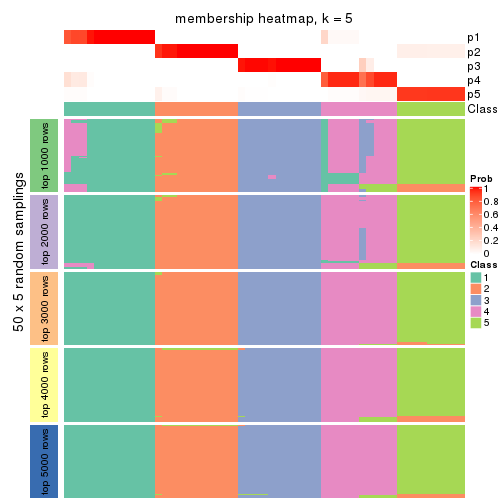 membership heatmap, k = 5
p1
p2
p3
p4
p5
Class
50 x 5 random samplings
top 1000 rows
top 2000 rows
top 3000 rows
top 4000 rows
top 5000 rows
Prob
1
0.8
0.6
0.4
0.2
0
Class
1
2
3
4
5